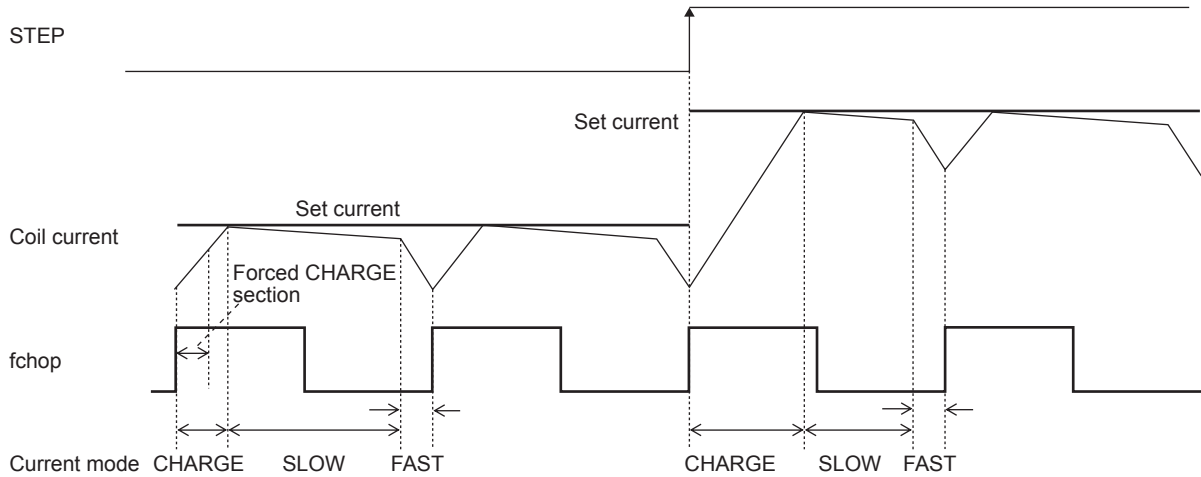 STEP
Set current
Set current
Coil current
Forced CHARGE
section
fchop
Current mode CHARGE SLOW FAST CHARGE SLOW FAST